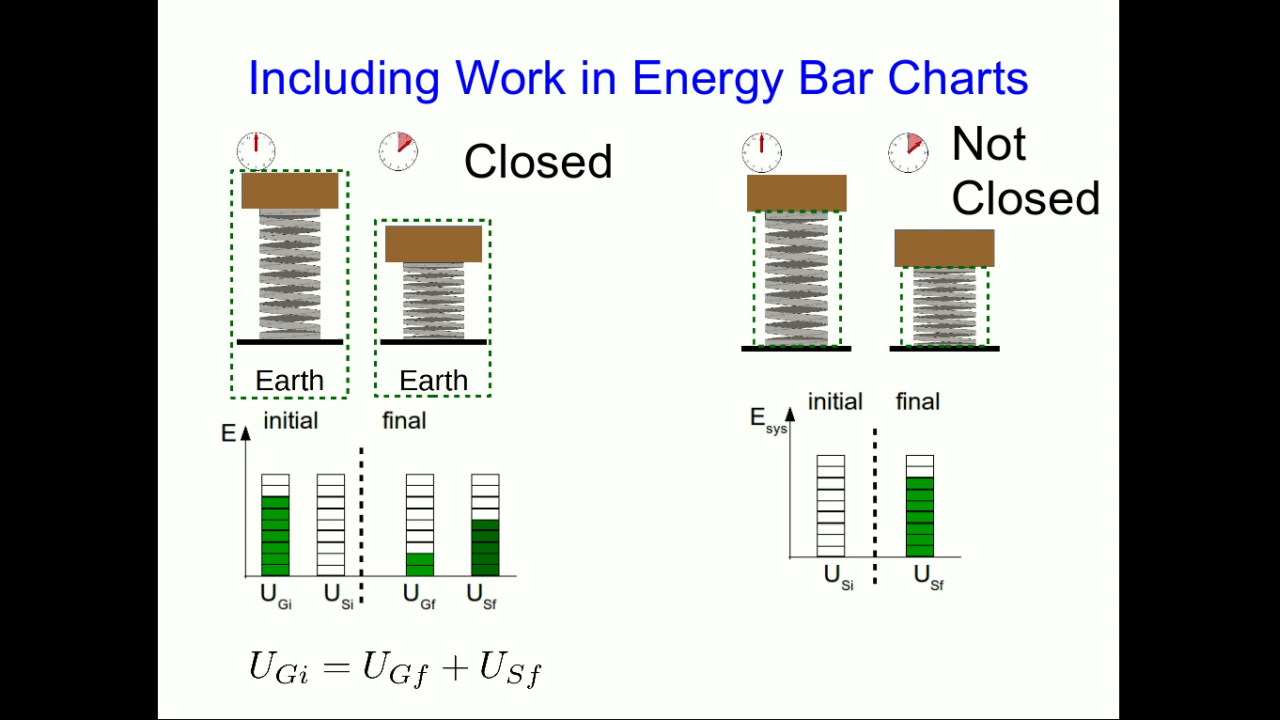 Including Work in Energy Bar Charts
Closed
Not
Closed
Earth
Earth
initial
final
E
U_Gi
U_Si
U_Gf
U_Sf
U_Gi = U_Gf + U_Sf
initial
final
E_sys
U_Si
U_Sf